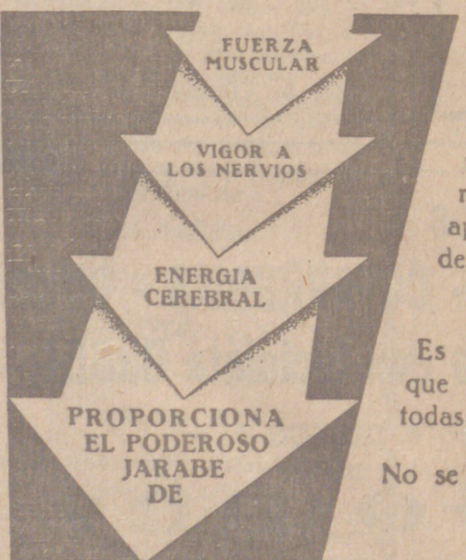 FUERZA
MUSCULAR
VIGOR A
LOS NERVIOS
ENERGIA
CEREBRAL
PROPORCIONA
EL PODEROSO
JARABE
DE
Es
que
todas
No se